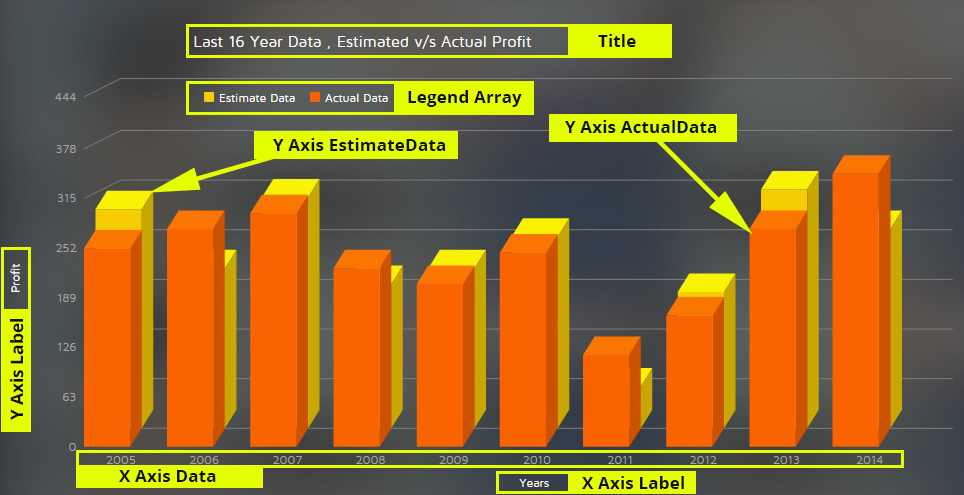 Last 16 Year Data , Estimated v/s Actual Profit Title
Estimate Data Actual Data Legend Array
Y Axis EstimateData
Y Axis ActualData
444
378
315
252
189
126
63
0
Profit
Y Axis Label
2005 2006 2007 2008 2009 2010 2011 2012 2013 2014
X Axis Data
Years X Axis Label